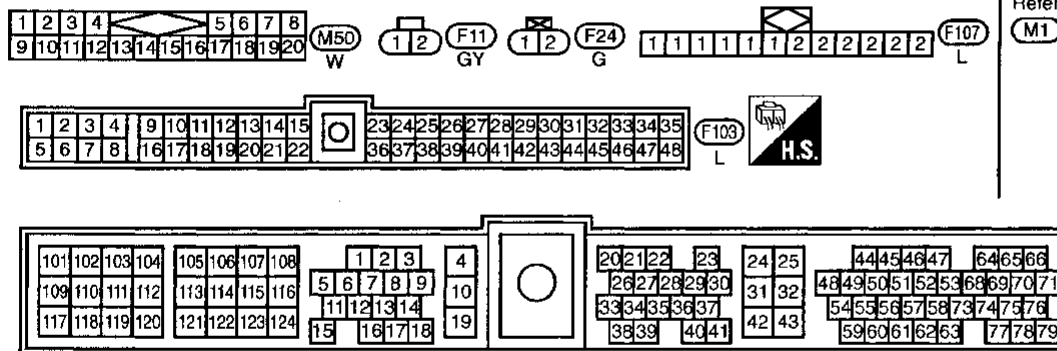 1 2 3 4 5 6 7 8
9 10 11 12 13 14 15 16 17 18 19 20
M50
W
1 2
F11
GY
1 2
F24
G
1 1 1 1 1 1 2 2 2 2 2 2
F107
L
M1
1 2 3 4 9 10 11 12 13 14 15 23 24 25 26 27 28 29 30 31 32 33 34 35
5 6 7 8 16 17 18 19 20 21 22 36 37 38 39 40 41 42 43 44 45 46 47 48
F103
L
H.S.
101 102 103 104 105 106 107 108 1 2 3 4 20 21 22 23 24 25 44 45 46 47 64 65 66
109 110 111 112 113 114 115 116 5 6 7 8 9 10 26 27 28 29 30 31 32 48 49 50 51 52 53 68 69 70 71
117 118 119 120 121 122 123 124 11 12 13 14 19 33 34 35 36 37 42 43 54 55 56 57 58 73 74 75 76
15 16 17 18 38 39 40 41 59 60 61 62 63 77 78 79